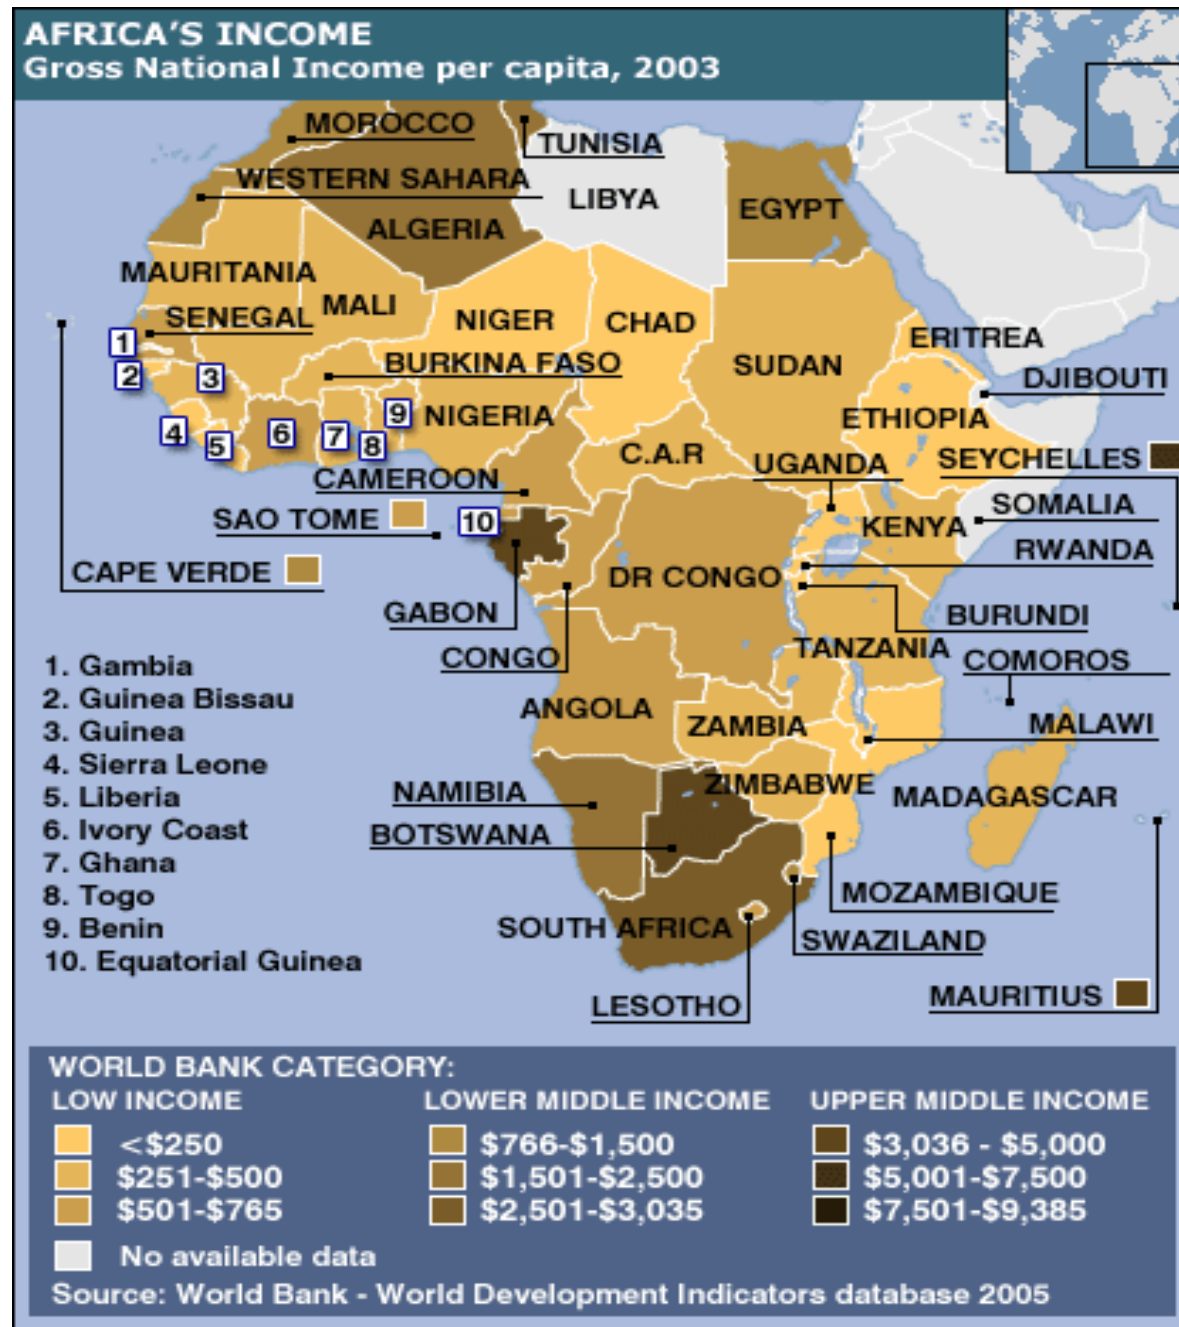 AFRICA'S INCOME
Gross National Income per capita, 2003
MOROCCO
TUNISIA
WESTERN SAHARA
LIBYA
EGYPT
ALGERIA
MAURITANIA
MALI
SENEGAL
NIGER
CHAD
ERITREA
1
BURKINA FASO
SUDAN
2
3
DJIBOUTI
NIGERIA
ETHIOPIA
9
4
5
6
7
8
C.A.R
UGANDA
SEYCHELLES
CAMEROON
SOMALIA
SAO TOME
10
KENYA
RWANDA
CAPE VERDE
DR CONGO
GABON
BURUNDI
CONGO
TANZANIA
COMOROS
ANGOLA
ZAMBIA
MALAWI
NAMIBIA
ZIMBABWE
MADAGASCAR
BOTSWANA
MOZAMBIQUE
SOUTH AFRICA
SWAZILAND
LESOTHO
MAURITIUS
1. Gambia
2. Guinea Bissau
3. Guinea
4. Sierra Leone
5. Liberia
6. Ivory Coast
7. Ghana
8. Togo
9. Benin
10. Equatorial Guinea
WORLD BANK CATEGORY:
LOW INCOME
<$250
$251-$500
$501-$765
LOWER MIDDLE INCOME
$766-$1,500
$1,501-$2,500
$2,501-$3,035
UPPER MIDDLE INCOME
$3,036 - $5,000
$5,001-$7,500
$7,501-$9,385
No available data
Source: World Bank - World Development Indicators database 2005